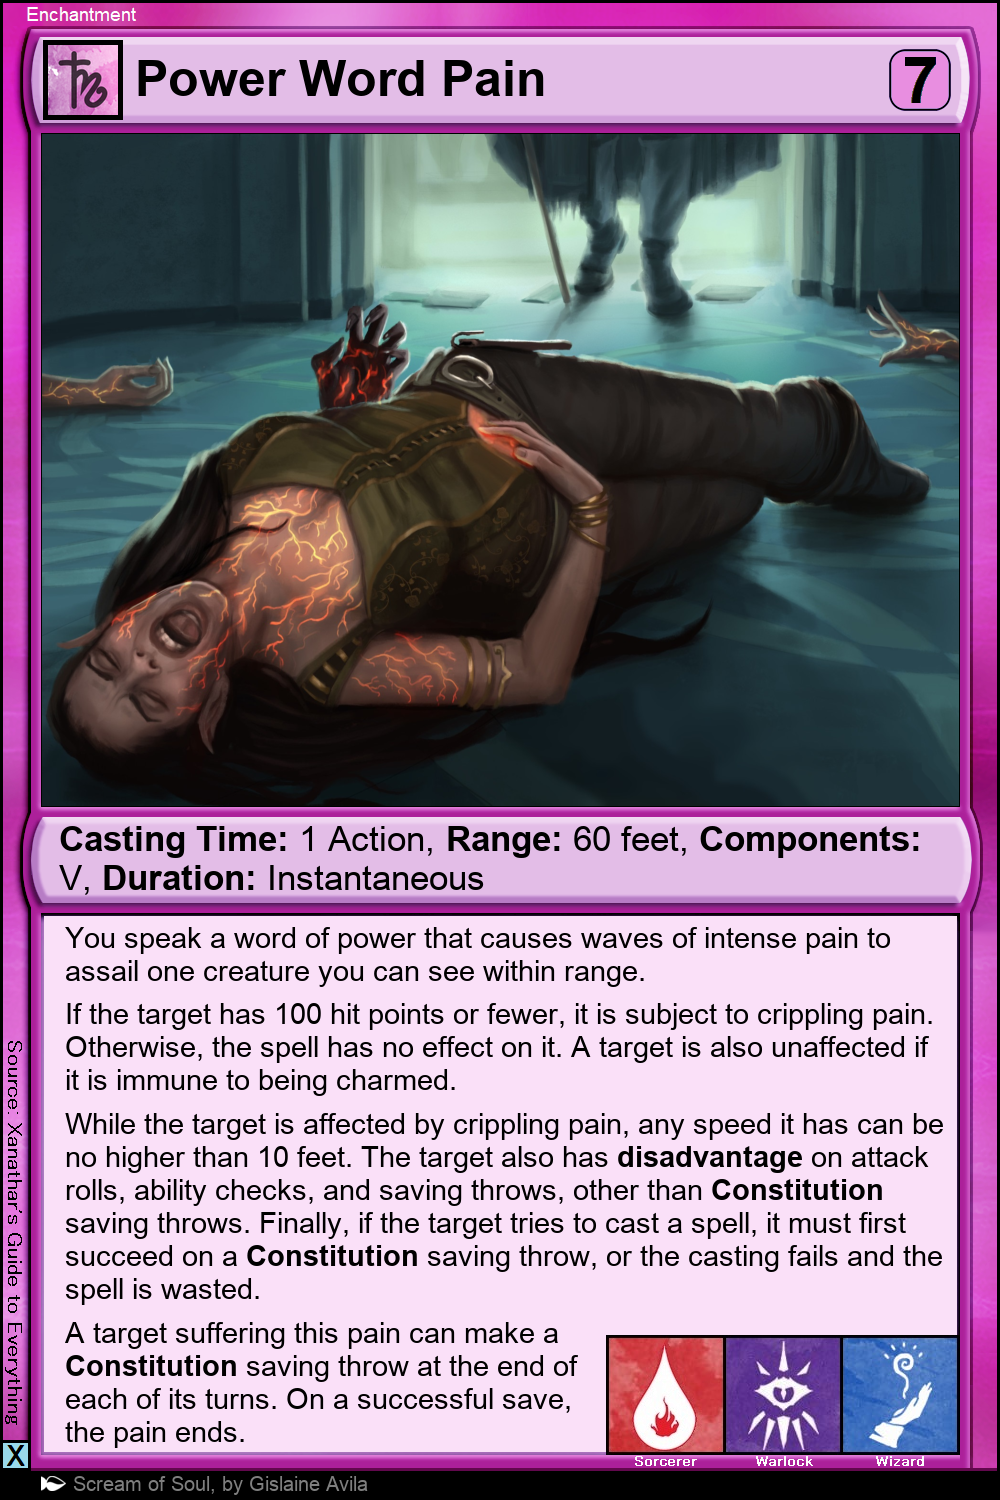 Enchantment
Power Word Pain
7
Casting Time: 1 Action, Range: 60 feet, Components:
V, Duration: Instantaneous
You speak a word of power that causes waves of intense pain to
assail one creature you can see within range.
If the target has 100 hit points or fewer, it is subject to crippling pain.
Otherwise, the spell has no effect on it. A target is also unaffected if
it is immune to being charmed.
While the target is affected by crippling pain, any speed it has can be
no higher than 10 feet. The target also has disadvantage on attack
rolls, ability checks, and saving throws, other than Constitution
saving throws. Finally, if the target tries to cast a spell, it must first
succeed on a Constitution saving throw, or the casting fails and the
spell is wasted.
A target suffering this pain can make a
Constitution saving throw at the end of
each of its turns. On a successful save,
the pain ends.
Sorcerer
Warlock
Wizard
Source: Xanathar's Guide to Everything
X
Scream of Soul, by Gislaine Avila